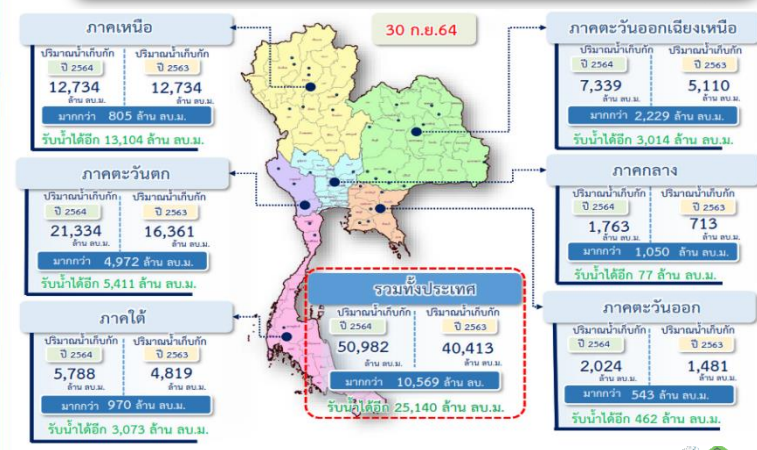 30 ก.ย.64
ภาคเหนือ
ปริมาณน้ำเก็บกัก ปริมาณน้ำเก็บกัก
ปี 2564 ปี 2563
12,734 12,734
ล้าน ลบ.ม. ล้าน ลบ.ม.
มากกว่า 805 ล้าน ลบ.ม.
รับน้ำได้อีก 13,104 ล้าน ลบ.ม.
ภาคตะวันออกเฉียงเหนือ
ปริมาณน้ำเก็บกัก ปริมาณน้ำเก็บกัก
ปี 2564 ปี 2563
7,339 5,110
ล้าน ลบ.ม. ล้าน ลบ.ม.
มากกว่า 2,229 ล้าน ลบ.ม.
รับน้ำได้อีก 3,014 ล้าน ลบ.ม.
ภาคตะวันตก
ปริมาณน้ำเก็บกัก ปริมาณน้ำเก็บกัก
ปี 2564 ปี 2563
21,334 16,361
ล้าน ลบ.ม. ล้าน ลบ.ม.
มากกว่า 4,972 ล้าน ลบ.ม.
รับน้ำได้อีก 5,411 ล้าน ลบ.ม.
ภาคกลาง
ปริมาณน้ำเก็บกัก ปริมาณน้ำเก็บกัก
ปี 2564 ปี 2563
1,763 713
ล้าน ลบ.ม. ล้าน ลบ.ม.
มากกว่า 1,050 ล้าน ลบ.ม.
รับน้ำได้อีก 77 ล้าน ลบ.ม.
ภาคใต้
ปริมาณน้ำเก็บกัก ปริมาณน้ำเก็บกัก
ปี 2564 ปี 2563
5,788 4,819
ล้าน ลบ.ม. ล้าน ลบ.ม.
มากกว่า 970 ล้าน ลบ.ม.
รับน้ำได้อีก 3,073 ล้าน ลบ.ม.
รวมทั้งประเทศ
ปริมาณน้ำเก็บกัก ปริมาณน้ำเก็บกัก
ปี 2564 ปี 2563
50,982 40,413
ล้าน ลบ.ม. ล้าน ลบ.ม.
มากกว่า 10,569 ล้าน ลบ.
รับน้ำได้อีก 25,140 ล้าน ลบ.ม.
ภาคตะวันออก
ปริมาณน้ำเก็บกัก ปริมาณน้ำเก็บกัก
ปี 2564 ปี 2563
2,024 1,481
ล้าน ลบ.ม. ล้าน ลบ.ม.
มากกว่า 543 ล้าน ลบ.ม.
รับน้ำได้อีก 462 ล้าน ลบ.ม.